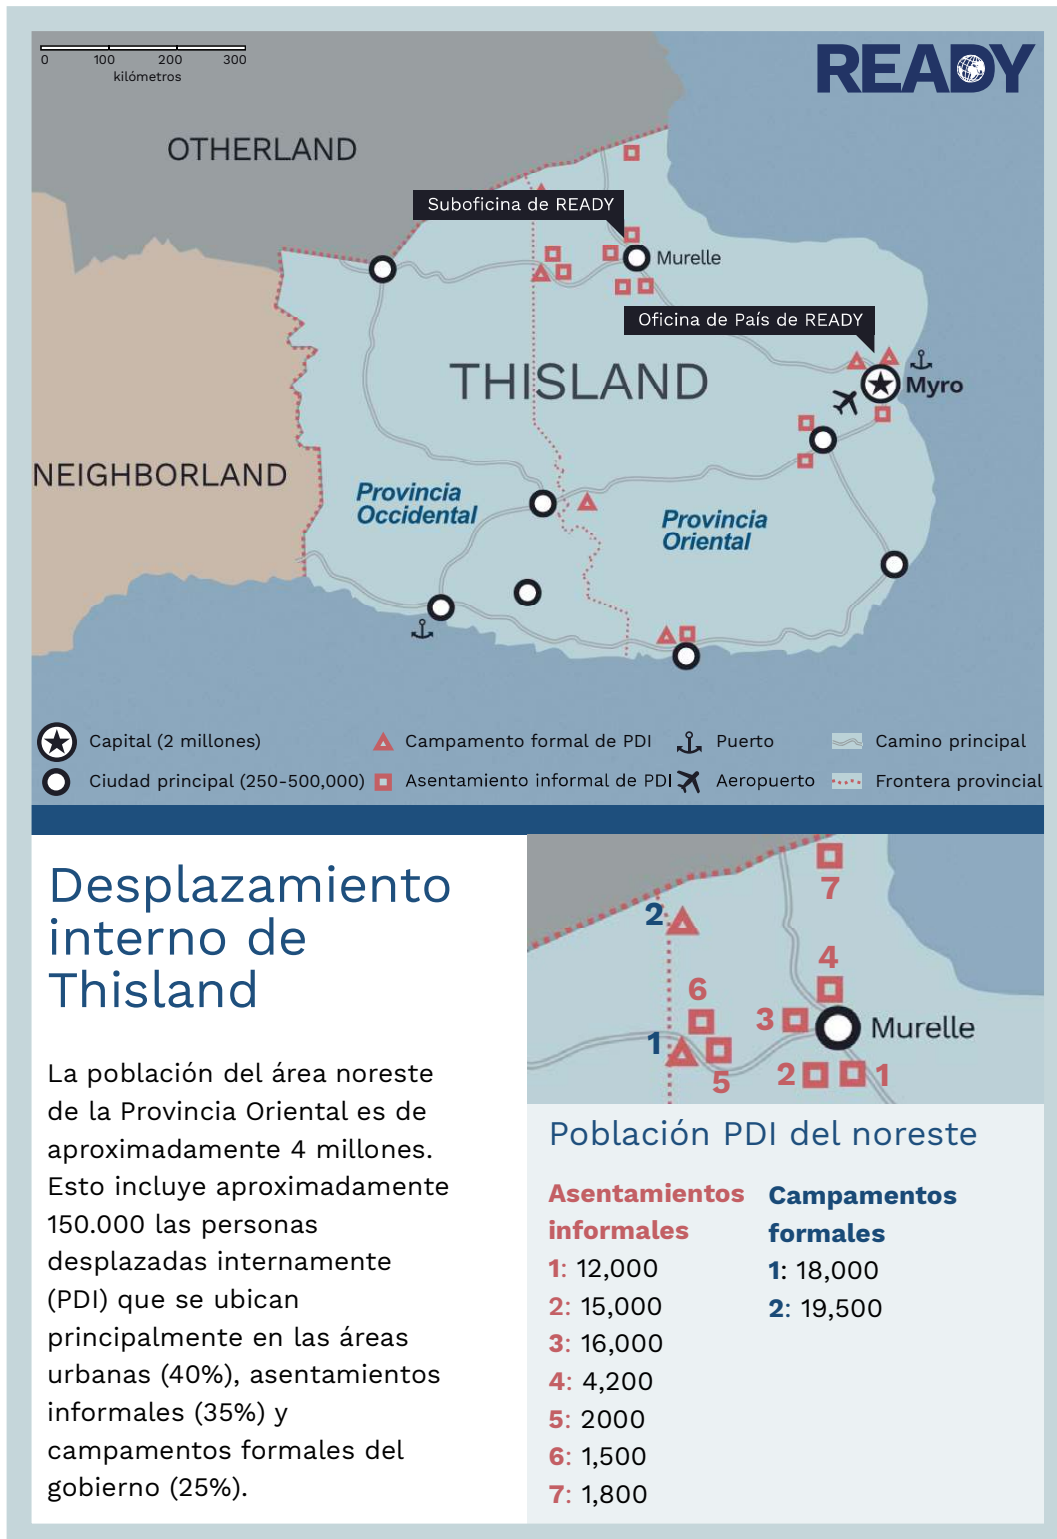 0 100 200 300
kilómetros
READY
OTHERLAND
Suboficina de READY
Murelle
Oficina de País de READY
THISLAND
Myro
NEIGHBORLAND
Provincia
Occidental
Provincia
Oriental
Capital (2 millones)
Campamento formal de PDI
Puerto
Camino principal
Ciudad principal (250-500,000)
Asentamiento informal de PDI
Aeropuerto
Frontera provincial
Desplazamiento
interno de
Thisland
La población del área noreste
de la Provincia Oriental es de
aproximadamente 4 millones.
Esto incluye aproximadamente
150.000 las personas
desplazadas internamente
(PDI) que se ubican
principalmente en las áreas
urbanas (40%), asentamientos
informales (35%) y
campamentos formales del
gobierno (25%).
7
2
4
6
3
Murelle
1
5
2
1
Población PDI del noreste
Asentamientos
informales
1: 12,000
2: 15,000
3: 16,000
4: 4,200
5: 2000
6: 1,500
7: 1,800
Campamentos
formales
1: 18,000
2: 19,500